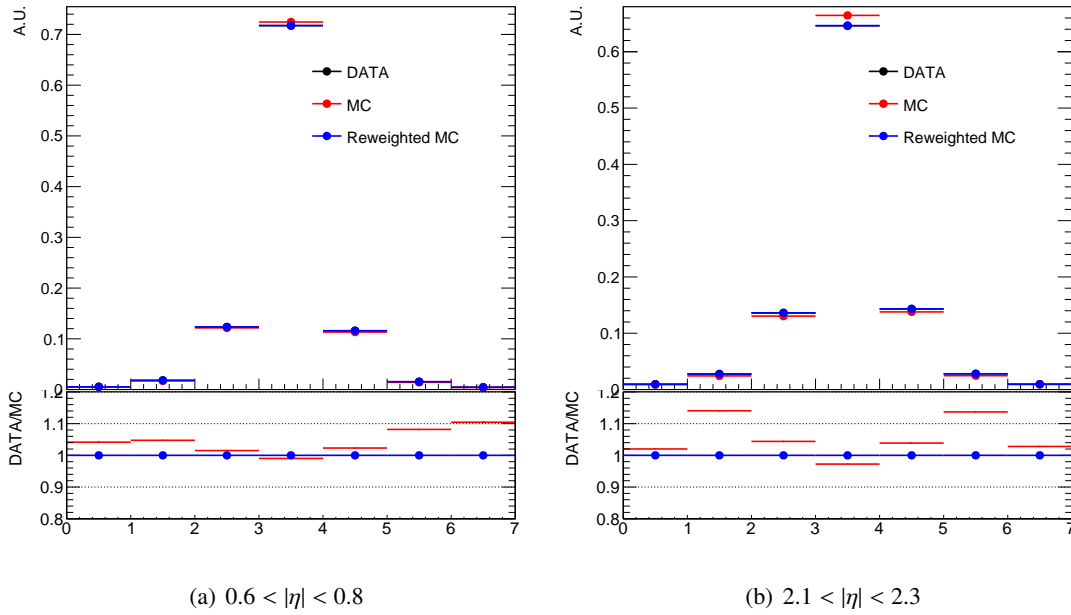 A.U.
0.7
0.6
0.5
0.4
0.3
0.2
0.1
0
DATA
MC
Reweighted MC
DATA/MC
1.2
1.1
1
0.9
0.8
0 1 2 3 4 5 6 7
(a) 0.6 < |η| < 0.8
A.U.
0.6
0.5
0.4
0.3
0.2
0.1
0
DATA
MC
Reweighted MC
DATA/MC
1.2
1.1
1
0.9
0.8
0 1 2 3 4 5 6 7
(b) 2.1 < |η| < 2.3